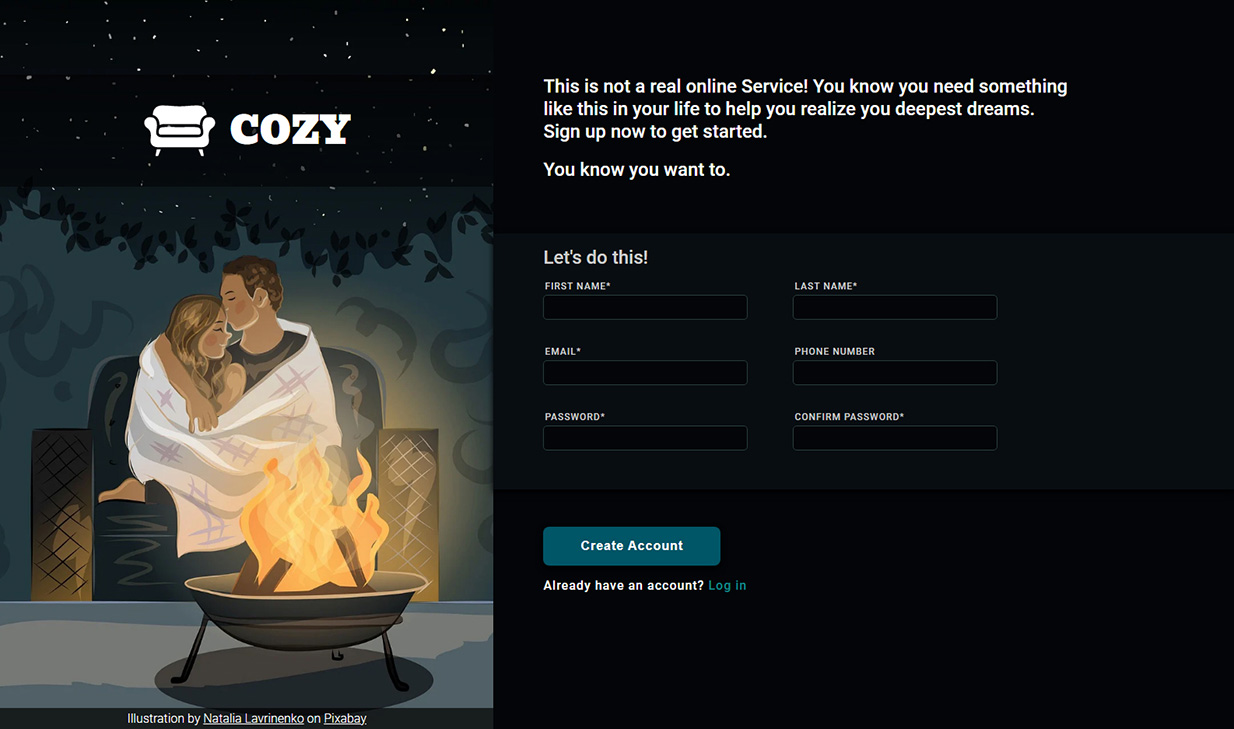 COZY
This is not a real online Service! You know you need something
like this in your life to help you realize you deepest dreams.
Sign up now to get started.
You know you want to.
Let's do this!
FIRST NAME*
LAST NAME*
EMAIL*
PHONE NUMBER
PASSWORD*
CONFIRM PASSWORD*
Create Account
Already have an account? Log in
Illustration by Natalia Lavrinenko on Pixabay